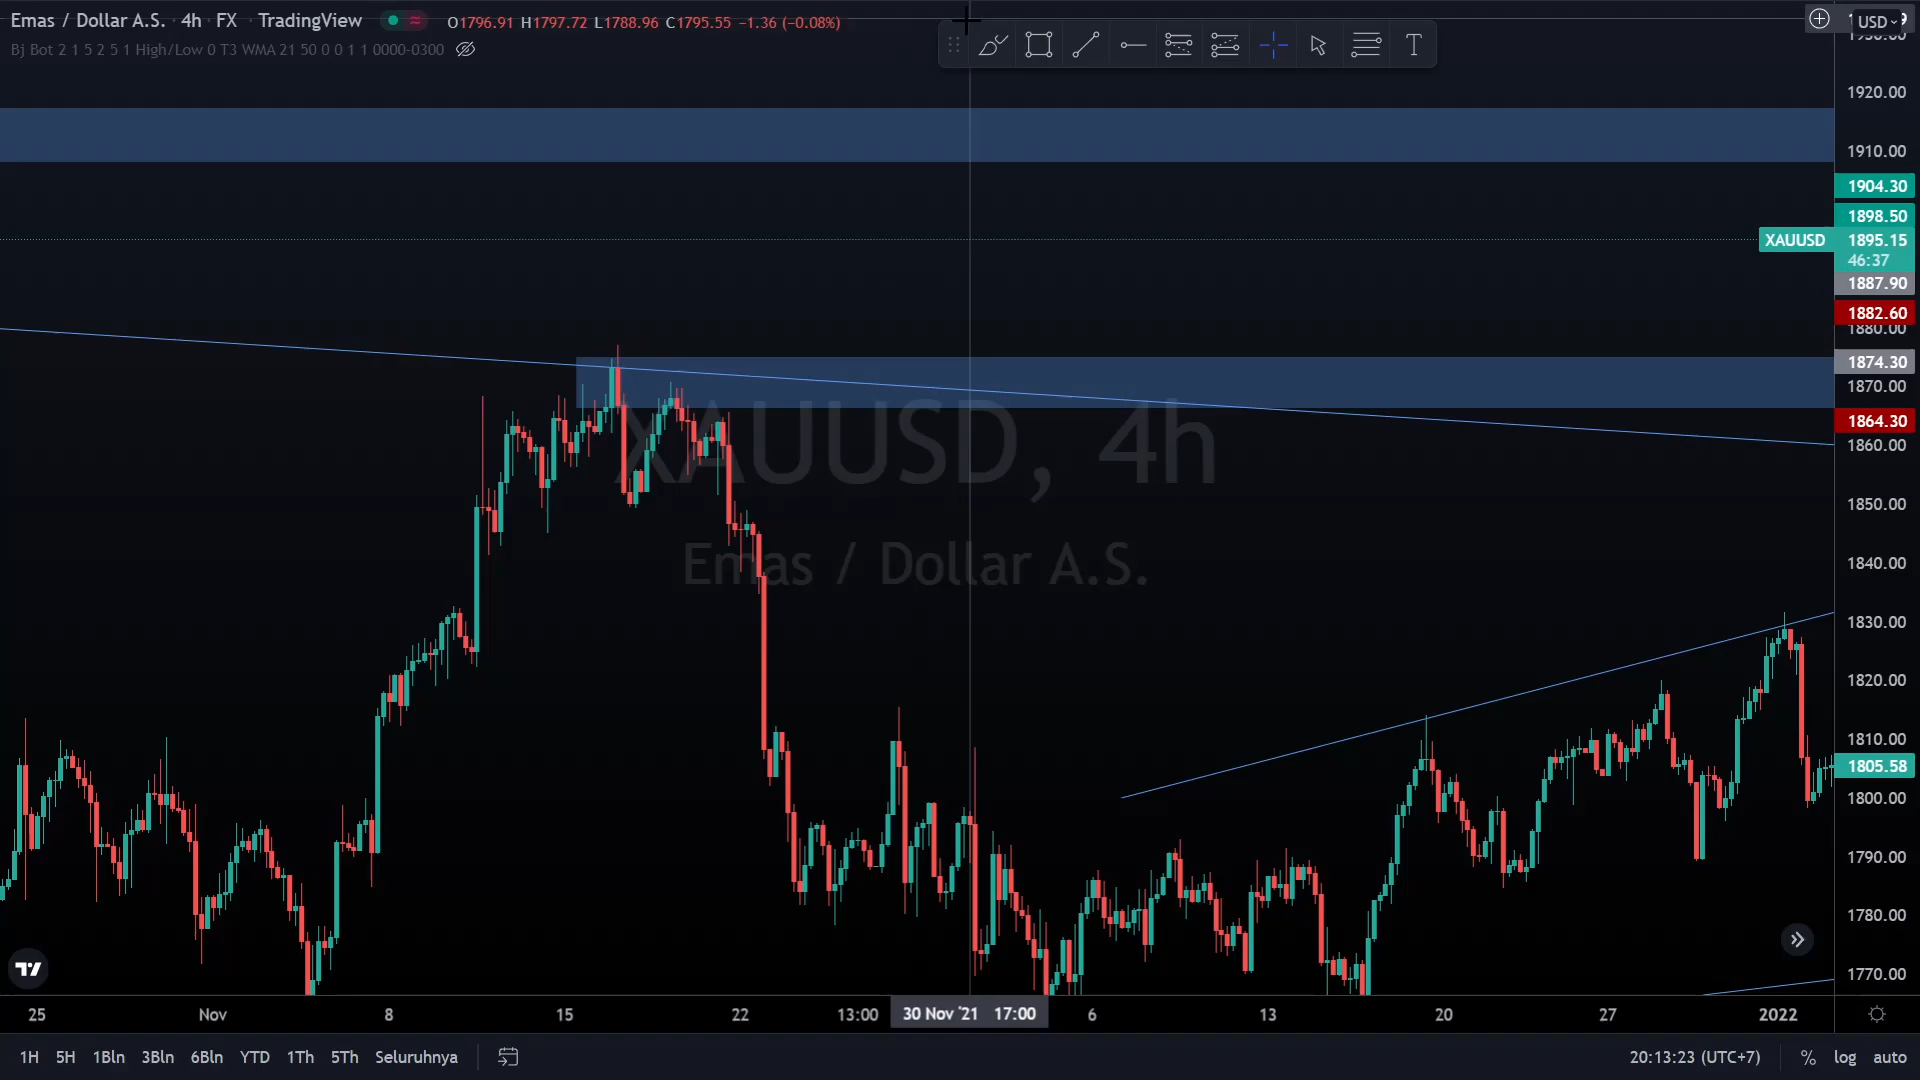 Emas / Dollar A.S. · 4h · FX · TradingView
O1796.91 H1797.72 L1788.96 C1795.55 −1.36 (−0.08%)
USD
Bj Bot 2 1 5 2 5 1 High/Low 0 T3 WMA 21 50 0 0 1 1 0000-0300
T
1920.00
1910.00
1904.30
1898.50
XAUUSD 1895.15
46:37
1887.90
1882.60
1880.00
1874.30
1870.00
1864.30
1860.00
XAUUSD, 4h
1850.00
Emas / Dollar A.S.
1840.00
1830.00
1820.00
1810.00
1805.58
1800.00
1790.00
1780.00
1770.00
25 Nov 8 15 22 13:00 30 Nov '21 17:00 6 13 20 27 2022
1H 5H 1Bln 3Bln 6Bln YTD 1Th 5Th Seluruhnya
20:13:23 (UTC+7) % log auto